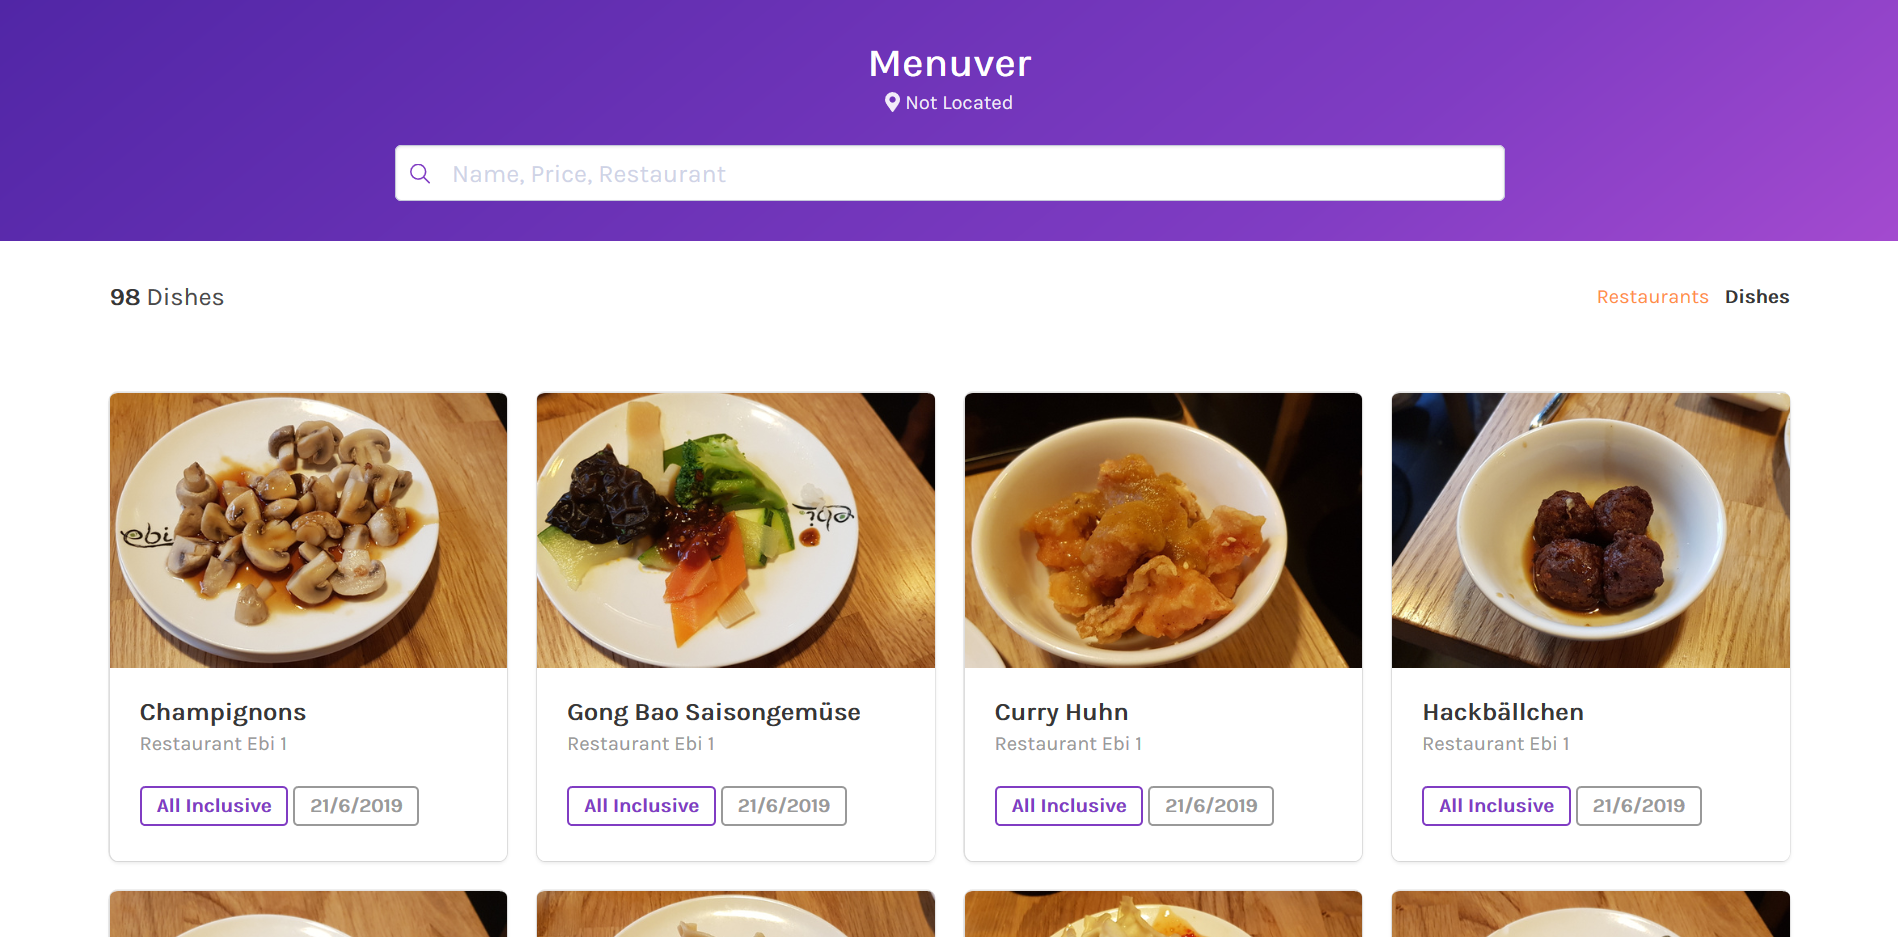 Menuver
Not Located
Name, Price, Restaurant
98 Dishes
Restaurants Dishes
ebi
ebi
Champignons
Restaurant Ebi 1
All Inclusive 21/6/2019
Gong Bao Saisongemüse
Restaurant Ebi 1
All Inclusive 21/6/2019
Curry Huhn
Restaurant Ebi 1
All Inclusive 21/6/2019
Hackbällchen
Restaurant Ebi 1
All Inclusive 21/6/2019